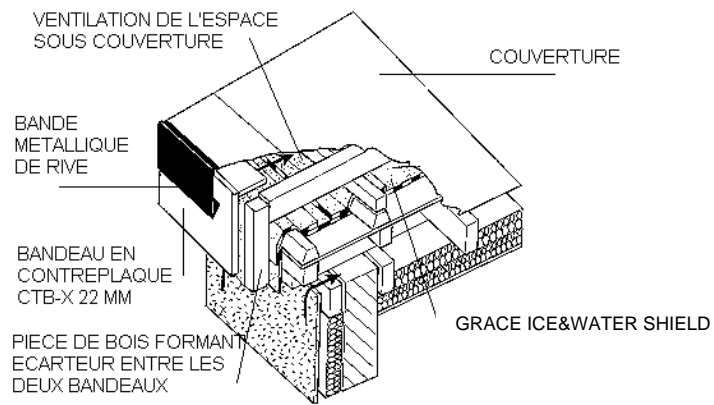 VENTILATION DE L'ESPACE
SOUS COUVERTURE
COUVERTURE
BANDE
METALLIQUE
DE RIVE
BANDEAU EN
CONTREPLAQUE
CTB-X 22 MM
GRACE ICE&WATER SHIELD
PIECE DE BOIS FORMANT
ECARTEUR ENTRE LES
DEUX BANDEAUX